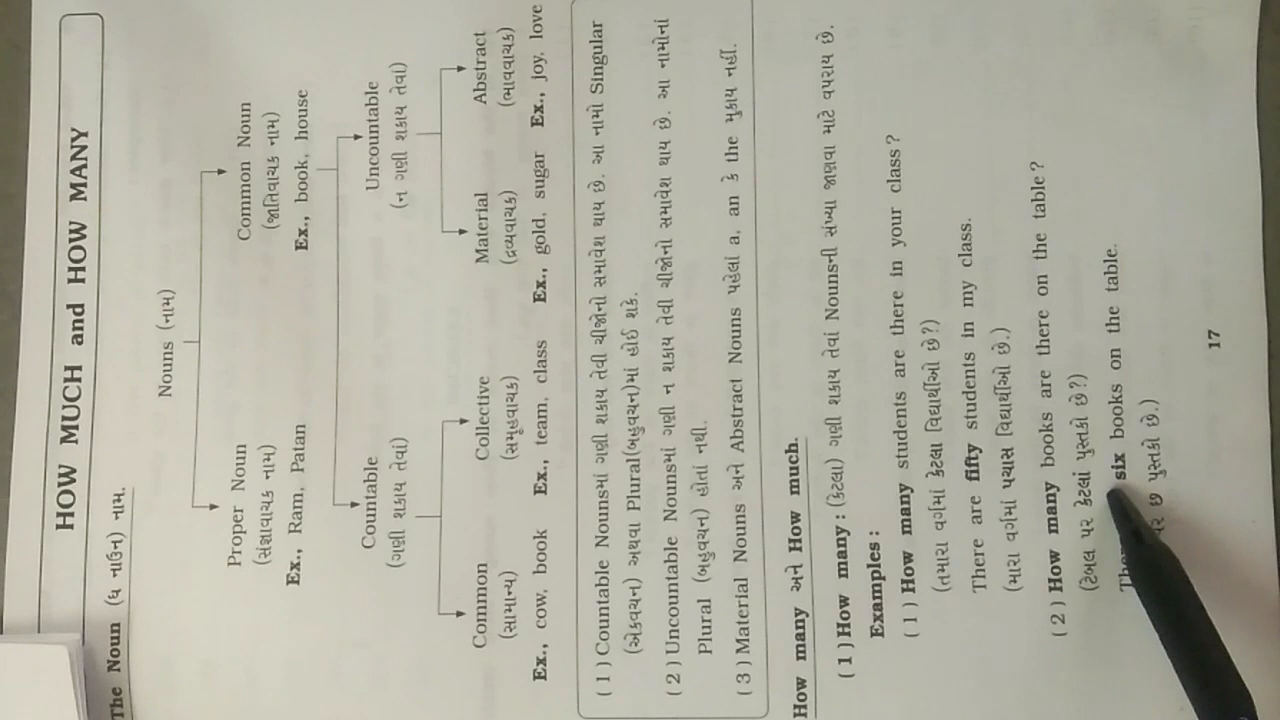 HOW MUCH and HOW MANY
The Noun (ધ નાઉન) નામ.
Nouns (નામ)
Proper Noun Common Noun
(સંજ્ઞાવાચક નામ) (જાતિવાચક નામ)
Ex., Ram, Patan Ex., book, house
Countable Uncountable
(ગણી શકાય તેવાં) (ન ગણી શકાય તેવાં)
Common Collective Material Abstract
(સામાન્ય) (સમૂહવાચક) (દ્રવ્યવાચક) (ભાવવાચક)
Ex., cow, book Ex., team, class Ex., gold, sugar Ex., joy, love
( 1 ) Countable Nounsમાં ગણી શકાય તેવી ચીજોનો સમાવેશ થાય છે. આ નામો Singular
(એકવચન) અથવા Plural(બહુવચન)માં હોઈ શકે.
( 2 ) Uncountable Nounsમાં ગણી ન શકાય તેવી ચીજોનો સમાવેશ થાય છે. આ નામોનાં
Plural (બહુવચન) હોતાં નથી.
( 3 ) Material Nouns અને Abstract Nouns પહેલાં a, an કે the મુકાય નહીં.
How many અને How much.
( 1 ) How many : (કેટલા) ગણી શકાય તેવાં Nounsની સંખ્યા જાણવા માટે વપરાય છે.
Examples :
( 1 ) How many students are there in your class ?
(તમારા વર્ગમાં કેટલા વિદ્યાર્થીઓ છે?)
There are fifty students in my class.
(મારા વર્ગમાં પચાસ વિદ્યાર્થીઓ છે.)
( 2 ) How many books are there on the table ?
(ટેબલ પર કેટલાં પુસ્તકો છે?)
six books on the table.
પર છ પુસ્તકો છે.)
17